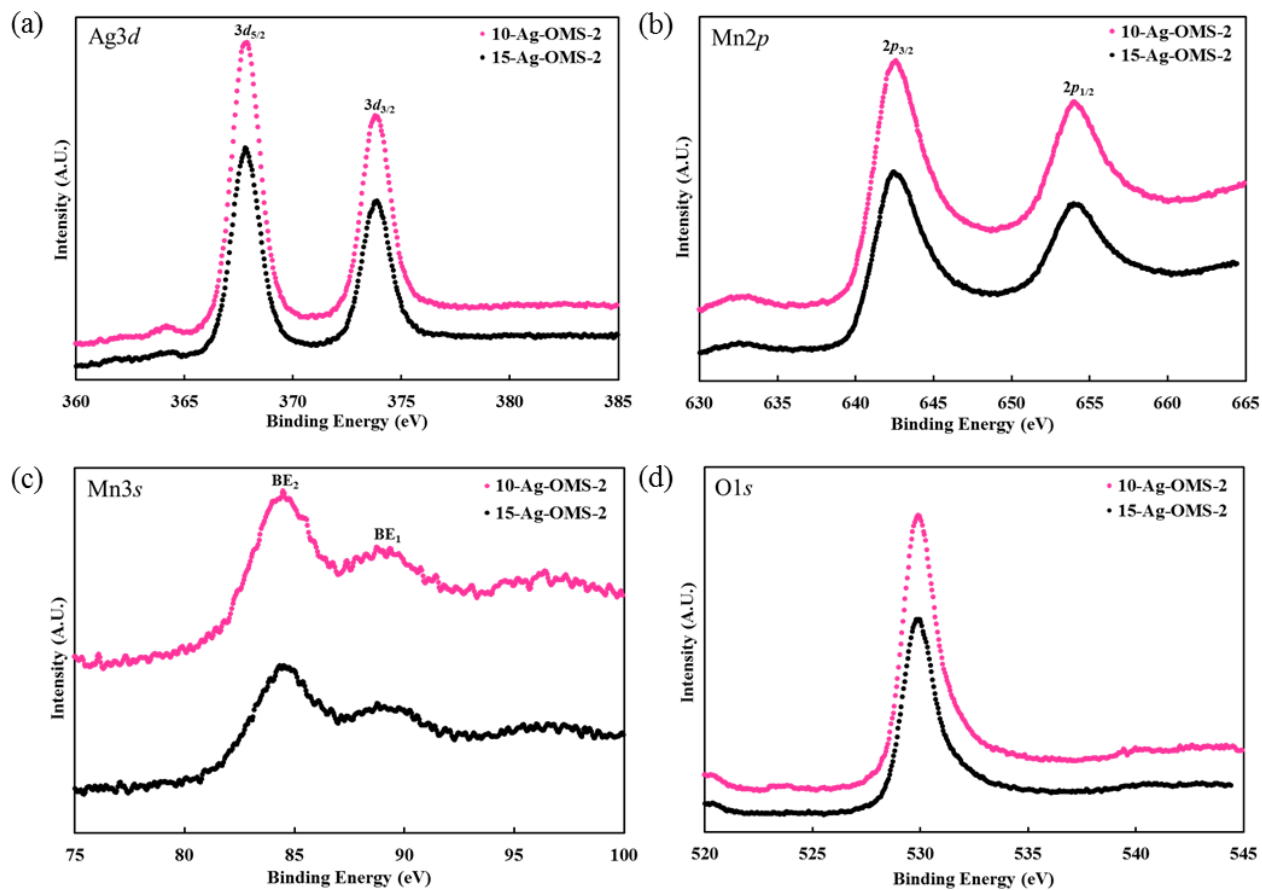 (a)
Ag3d
3d5/2
3d3/2
10-Ag-OMS-2
15-Ag-OMS-2
Intensity (A.U.)
360 365 370 375 380 385
Binding Energy (eV)
(b)
Mn2p
2p3/2
2p1/2
10-Ag-OMS-2
15-Ag-OMS-2
Intensity (A.U.)
630 635 640 645 650 655 660 665
Binding Energy (eV)
(c)
Mn3s
BE2
BE1
10-Ag-OMS-2
15-Ag-OMS-2
Intensity (A.U.)
75 80 85 90 95 100
Binding Energy (eV)
(d)
O1s
10-Ag-OMS-2
15-Ag-OMS-2
Intensity (A.U.)
520 525 530 535 540 545
Binding Energy (eV)